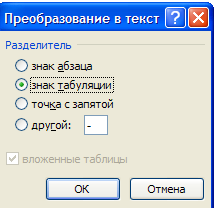 Преобразование в текст
Разделитель
знак абзаца
знак табуляции
точка с запятой
другой: -
вложенные таблицы
ОК Отмена